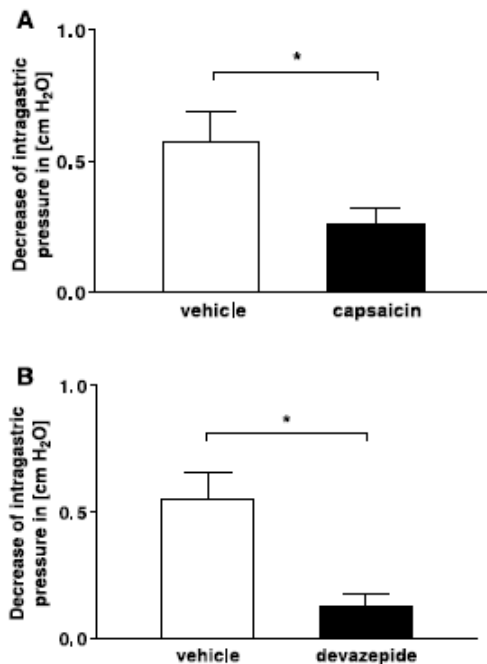 A
1.0
*
Decrease of intragastric
pressure in [cm H₂O]
0.5
0.0
vehicle
capsaicin
B
1.0
*
Decrease of intragastric
pressure in [cm H₂O]
0.5
0.0
vehicle
devazepide